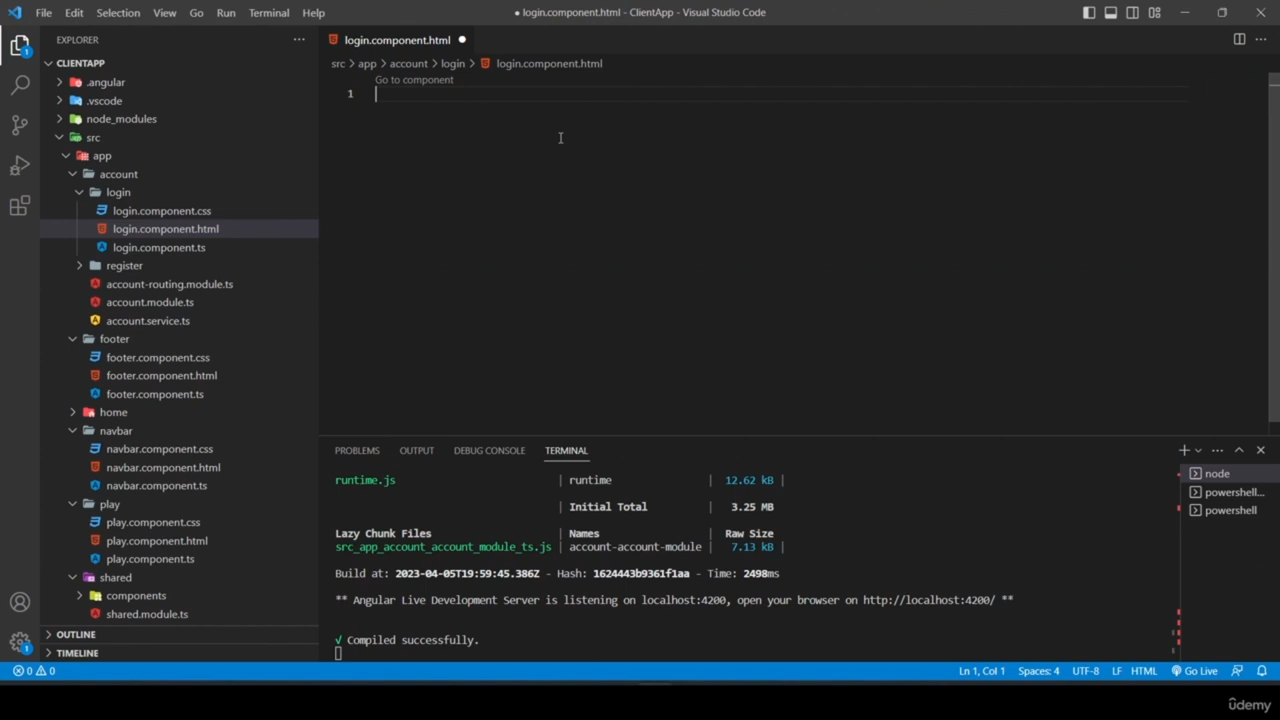 File Edit Selection View Go Run Terminal Help
● login.component.html - ClientApp - Visual Studio Code
1
EXPLORER
CLIENTAPP
.angular
.vscode
node_modules
src
app
account
login
login.component.css
login.component.html
login.component.ts
register
account-routing.module.ts
account.module.ts
account.service.ts
footer
footer.component.css
footer.component.html
footer.component.ts
home
navbar
navbar.component.css
navbar.component.html
navbar.component.ts
play
play.component.css
play.component.html
play.component.ts
shared
components
shared.module.ts
OUTLINE
TIMELINE
1
login.component.html ●
src > app > account > login > login.component.html
Go to component
1
PROBLEMS OUTPUT DEBUG CONSOLE TERMINAL
runtime.js | runtime | 12.62 kB |
| Initial Total | 3.25 MB
Lazy Chunk Files | Names | Raw Size
src_app_account_account_module_ts.js | account-account-module | 7.13 kB |
Build at: 2023-04-05T19:59:45.386Z - Hash: 1624443b9361f1aa - Time: 2498ms
** Angular Live Development Server is listening on localhost:4200, open your browser on http://localhost:4200/ **
√ Compiled successfully.
node
powershell...
powershell
0 0
Ln 1, Col 1 Spaces: 4 UTF-8 LF HTML Go Live
ûdemy